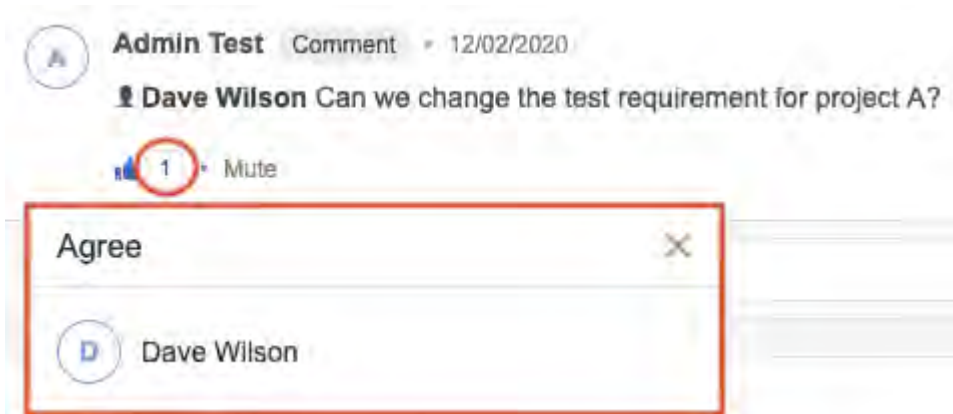 A
Admin Test Comment • 12/02/2020
Dave Wilson Can we change the test requirement for project A?
1 • Mute
Agree
D
Dave Wilson